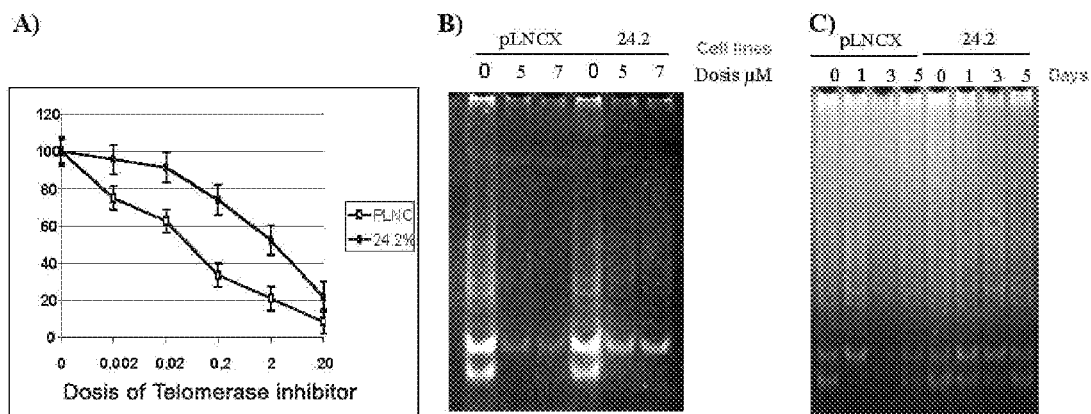 A)
120
100
80
60
40
20
0
0 0,002 0,02 0,2 2 20
Dosis of Telomerase inhibitor
PLNC
24.2%
B)
pLNCX 24.2 Cell lines
0 5 7 0 5 7 Dosis µM
C)
pLNCX 24.2
0 1 3 5 0 1 3 5 Days